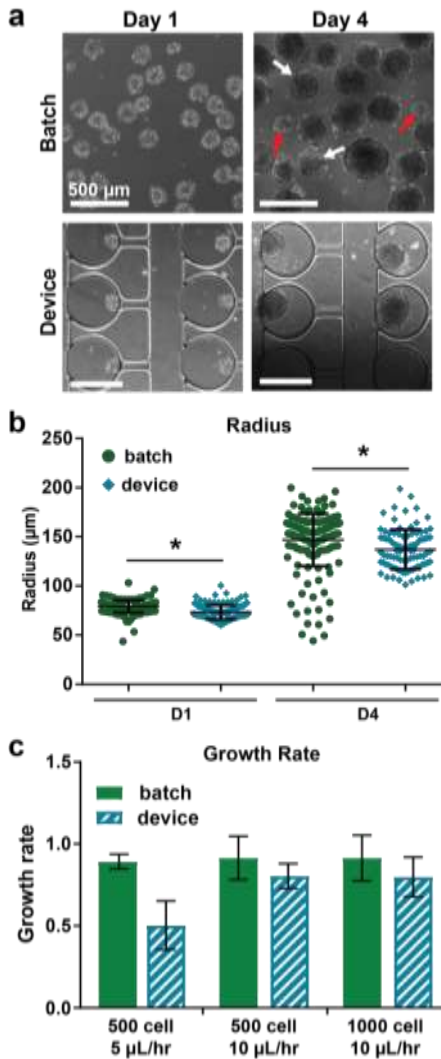 a
Day 1
Day 4
Batch
500 µm
Device
b
Radius
batch
device
Radius (µm)
250
200
150
100
50
0
*
*
D1
D4
c
Growth Rate
batch
device
Growth rate
1.5
1.0
0.5
0.0
500 cell
5 µL/hr
500 cell
10 µL/hr
1000 cell
10 µL/hr